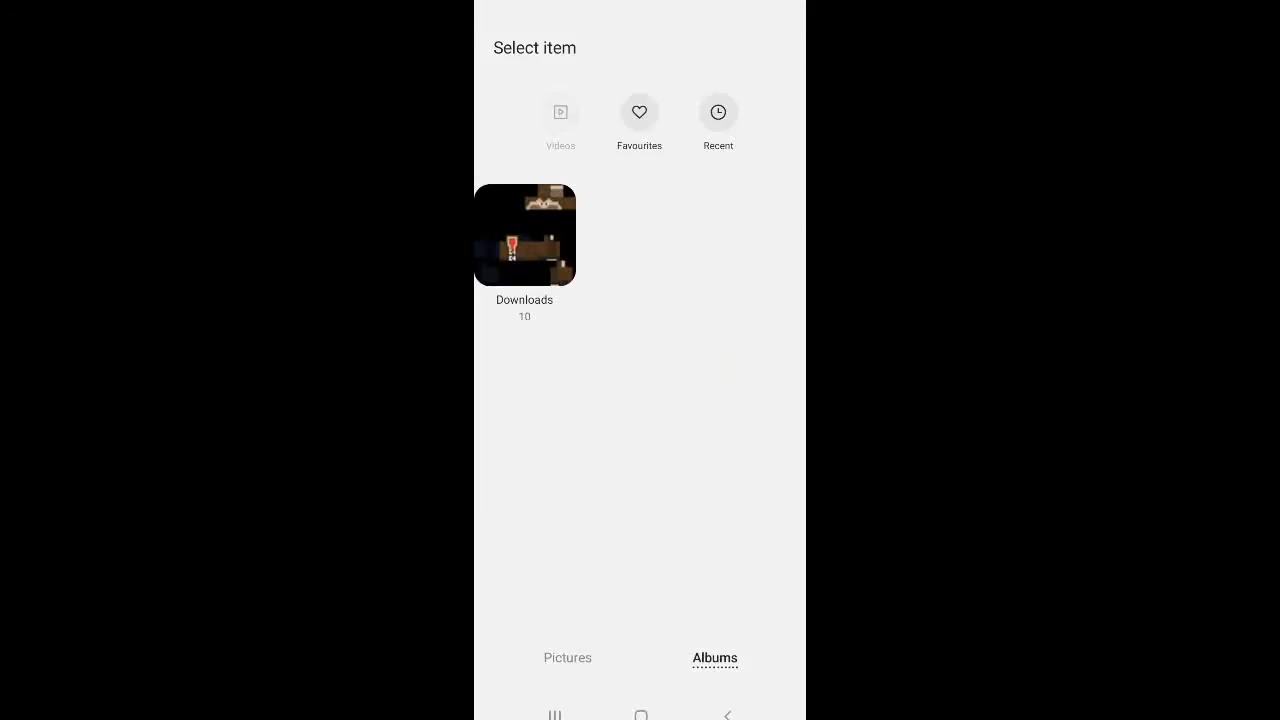 Select item
Videos
Favourites
Recent
Downloads
10
Pictures
Albums